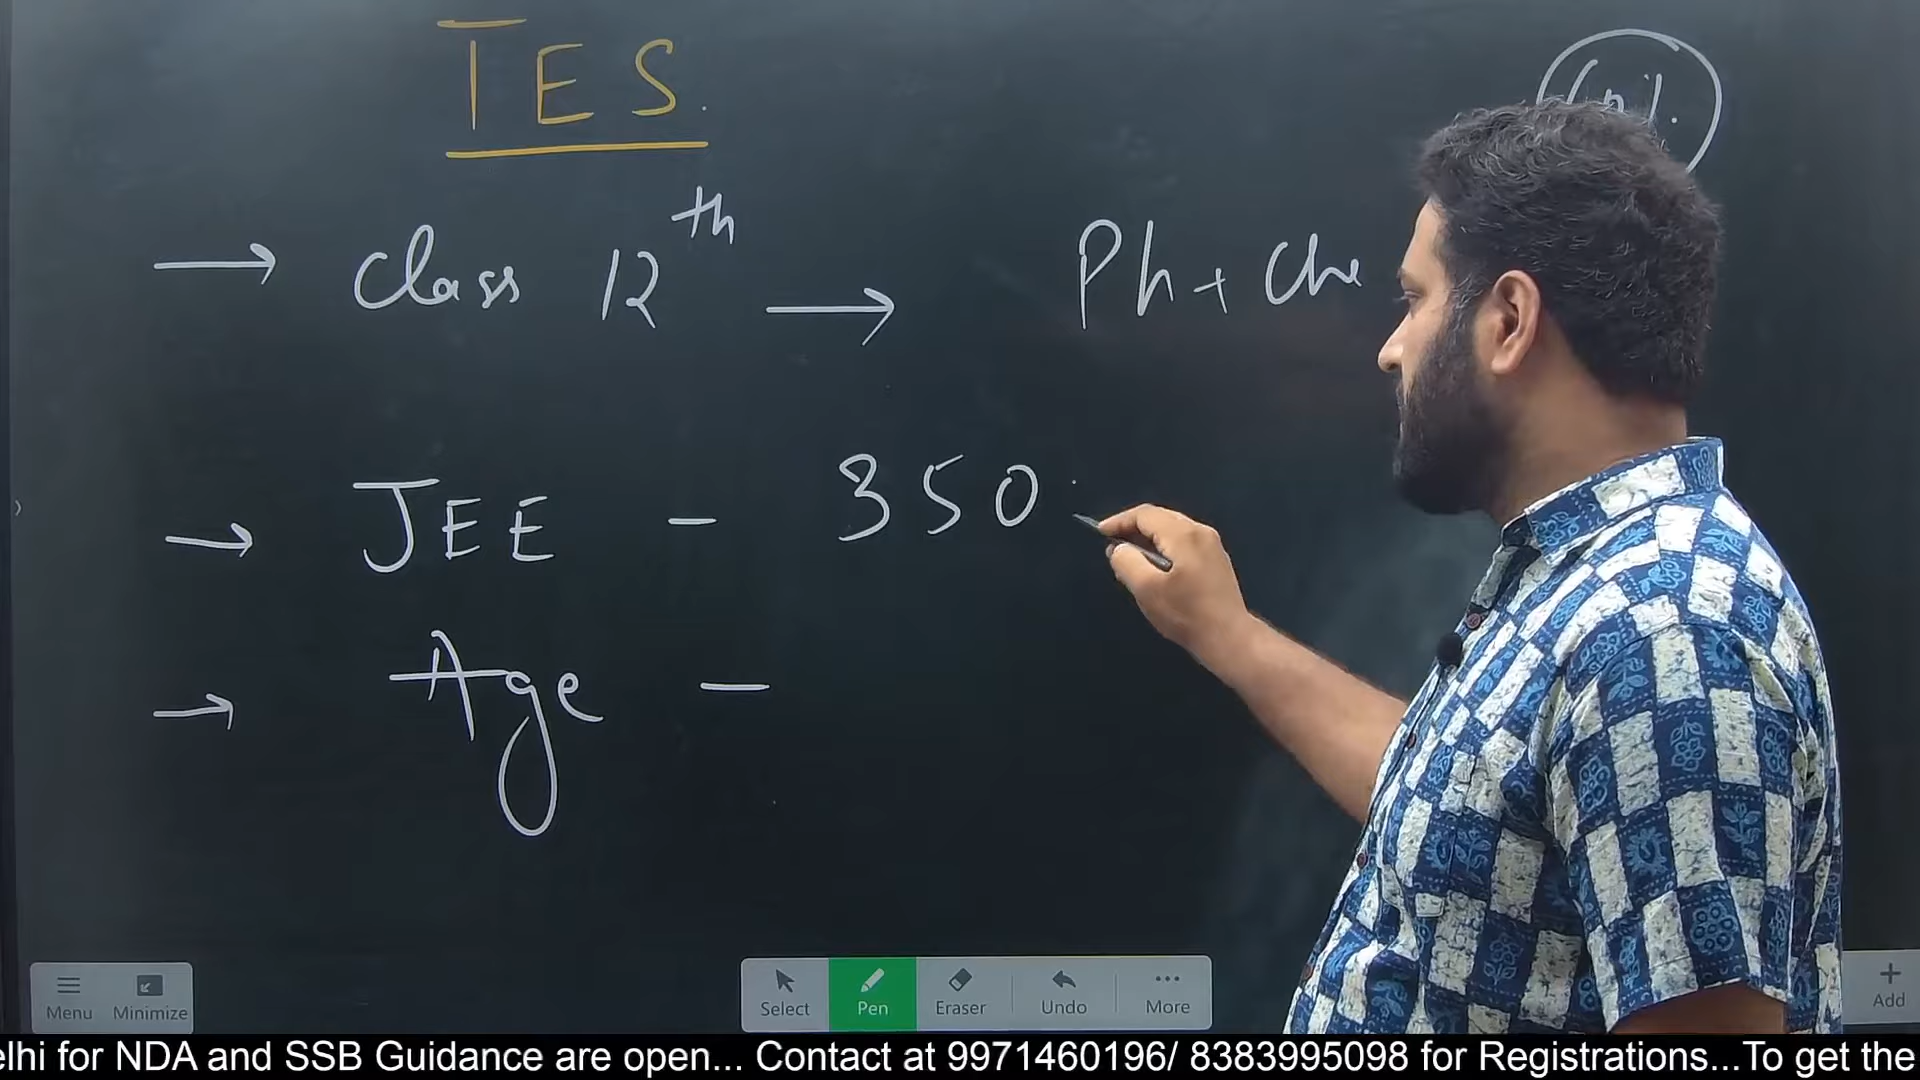 TES.
class 12th → Ph + Che
→ JEE - 350
→ Age -
Menu Minimize Select Pen Eraser Undo More Add
elhi for NDA and SSB Guidance are open... Contact at 9971460196/ 8383995098 for Registrations...To get the